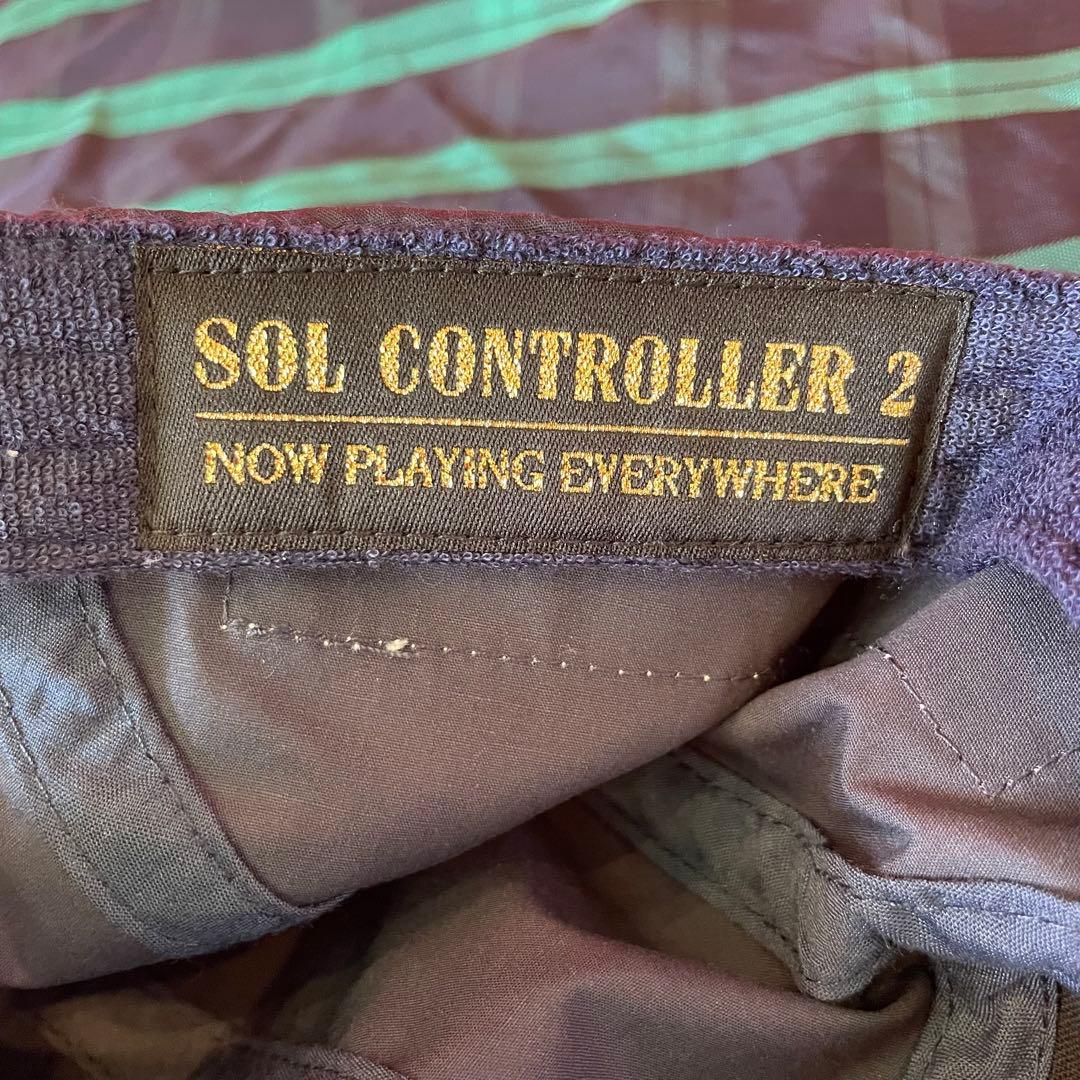 SOL CONTROLLER 2
NOW PLAYING EVERYWHERE